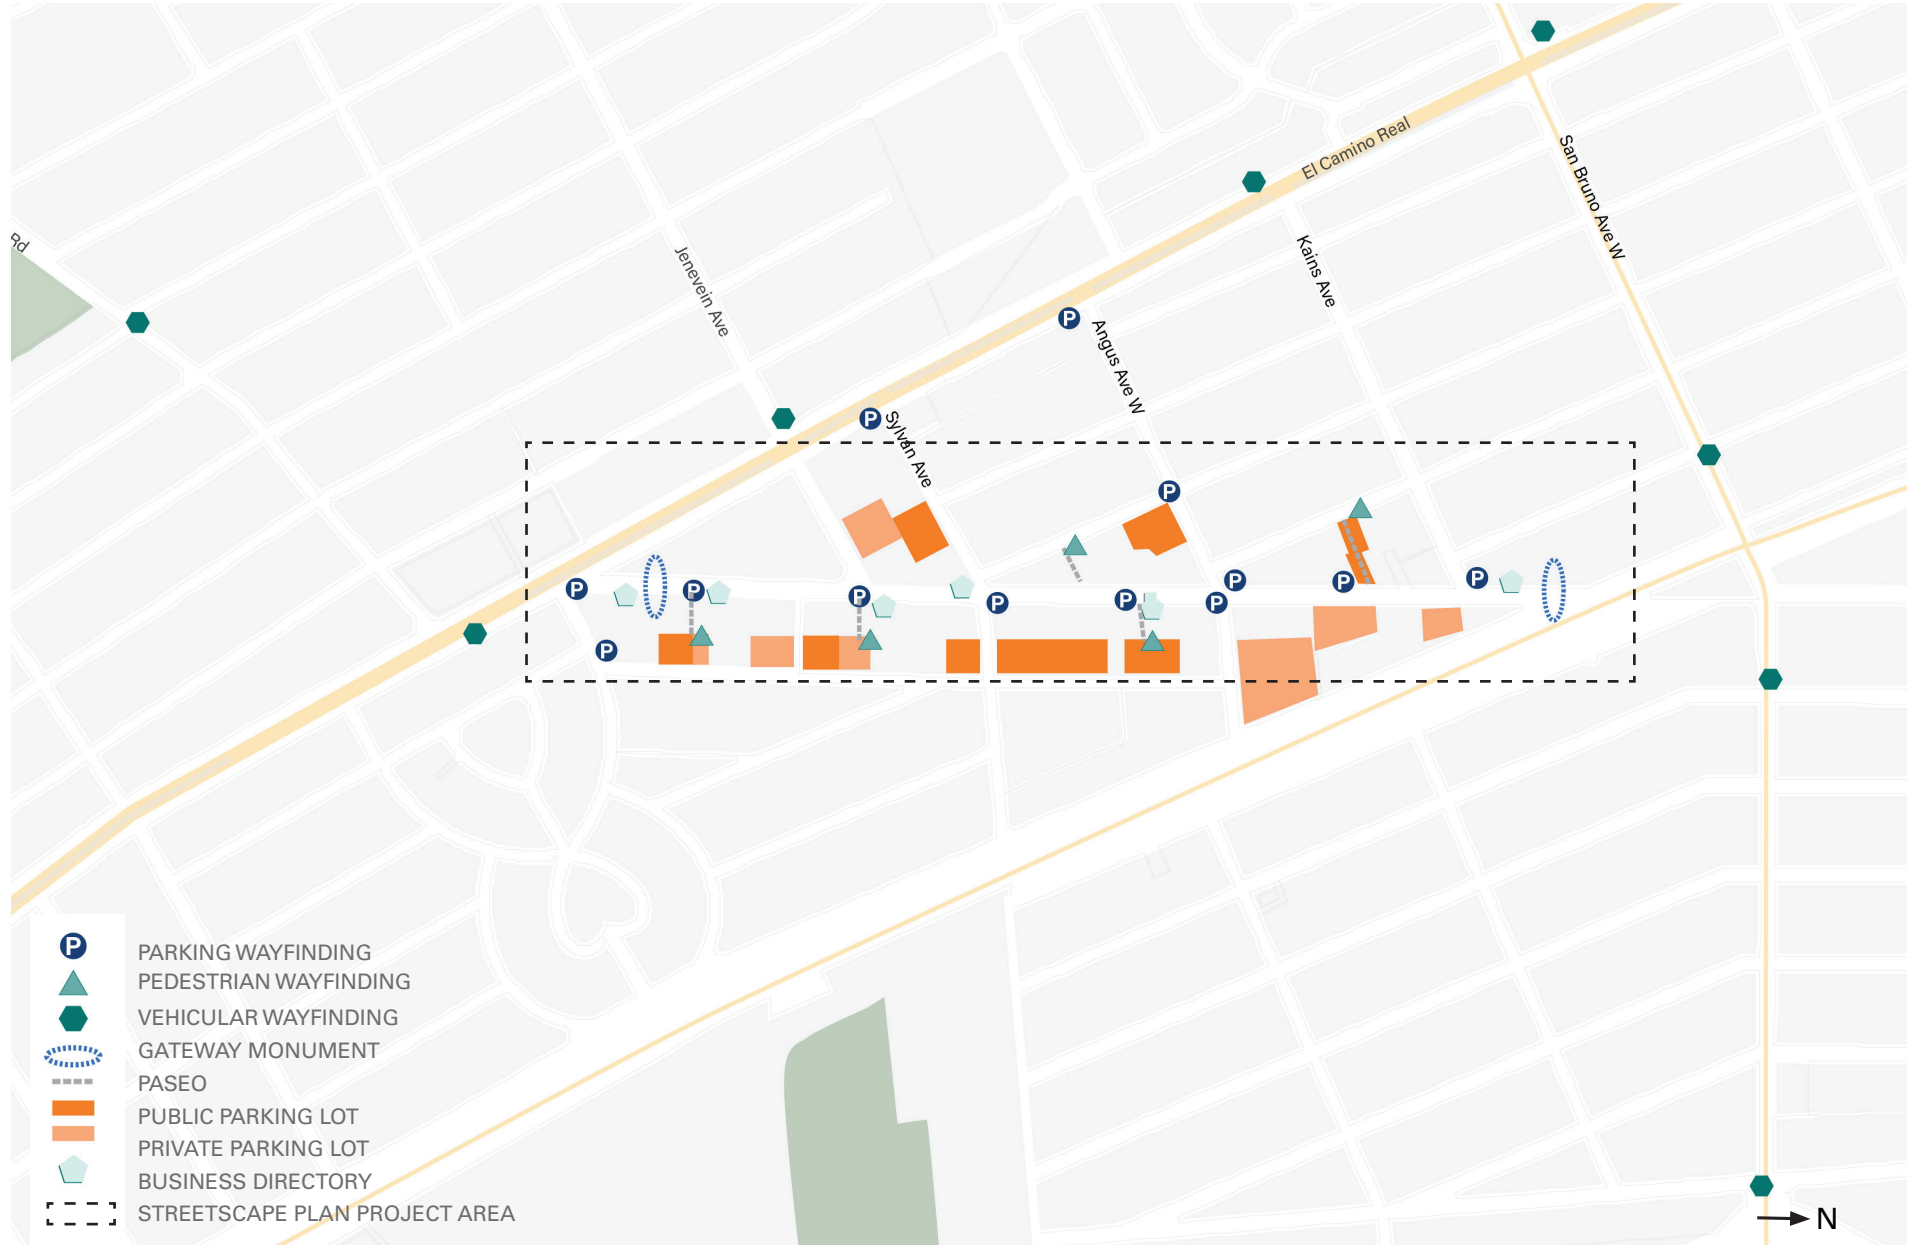 El Camino Real
San Bruno Ave W
Rd
Jenevein Ave
Kains Ave
P
Angus Ave W
P
Sylvan Ave
P
P
P
P
P
P
P
P
P
P
P
P
P
PARKING WAYFINDING
PEDESTRIAN WAYFINDING
VEHICULAR WAYFINDING
GATEWAY MONUMENT
PASEO
PUBLIC PARKING LOT
PRIVATE PARKING LOT
BUSINESS DIRECTORY
STREETSCAPE PLAN PROJECT AREA
N